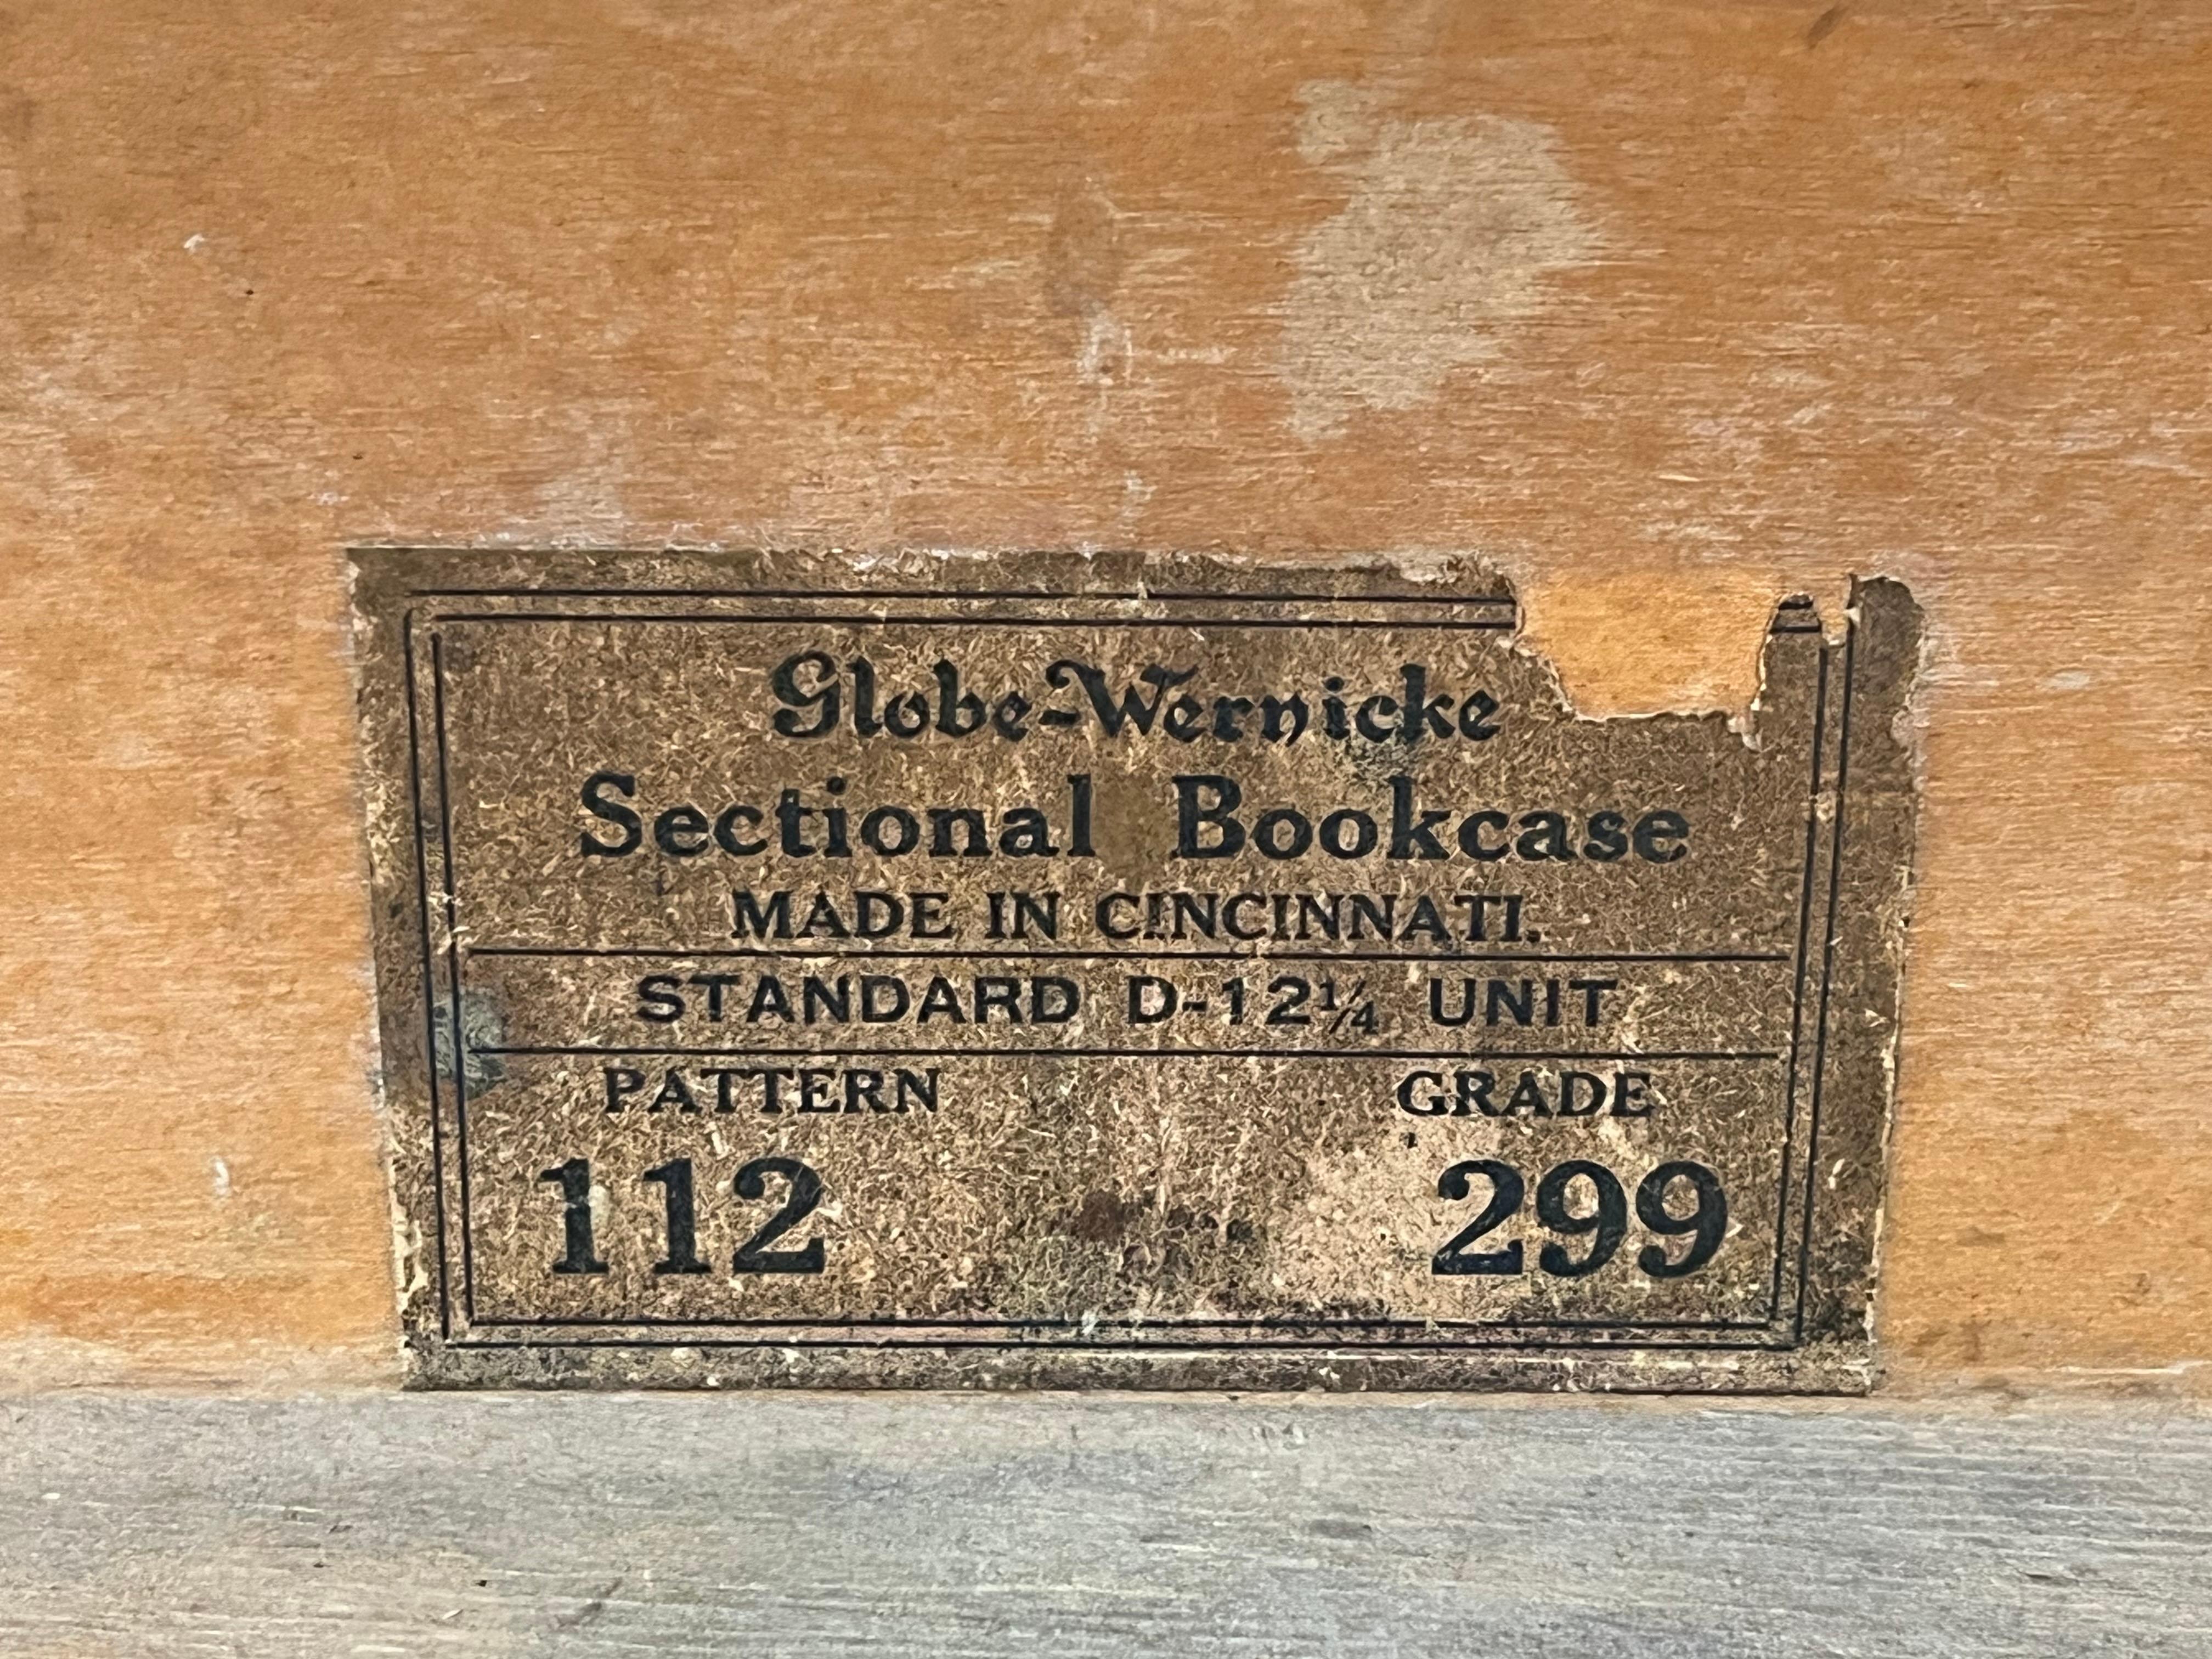 Globe-Wernicke
Sectional Bookcase
MADE IN CINCINNATI.
STANDARD D-12¼ UNIT
PATTERN GRADE
112 299